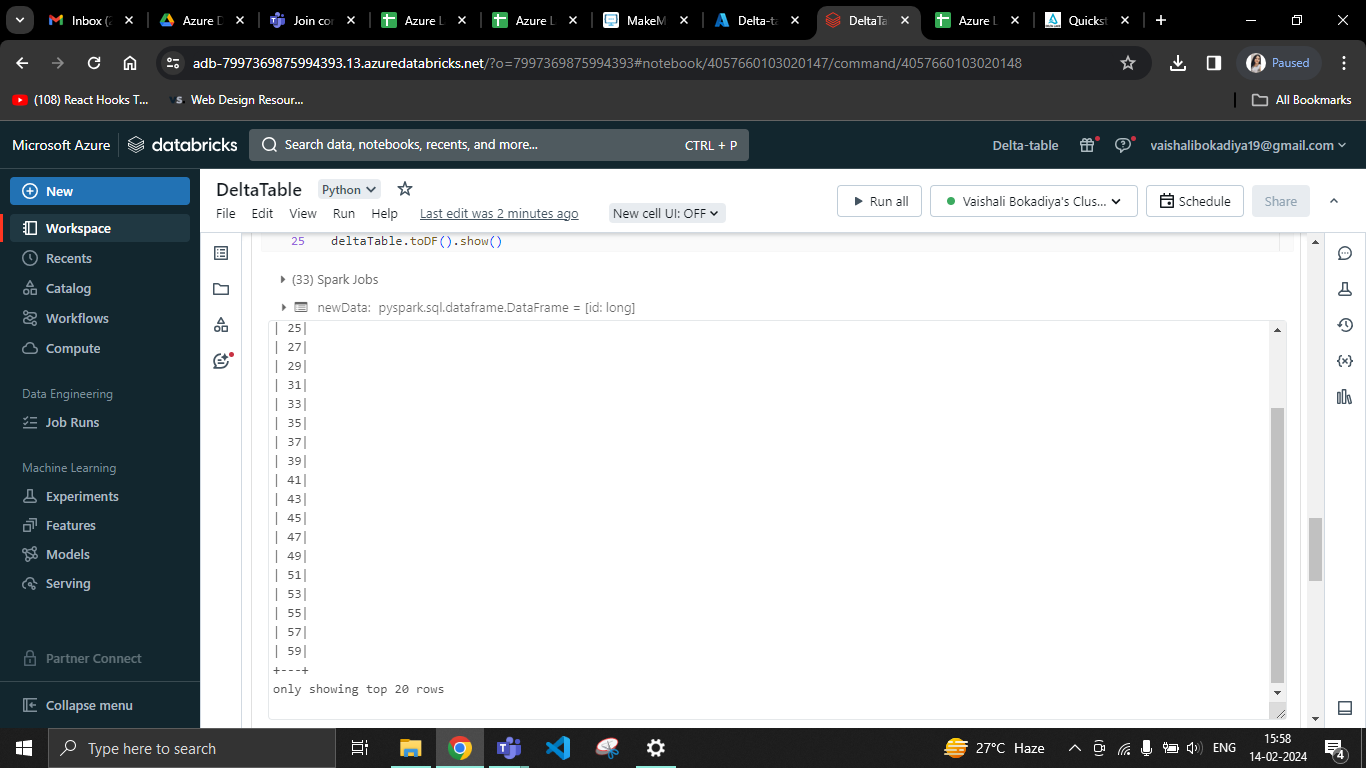 Inbox (2
Azure D
Join con
Azure L
Azure L
MakeM
Delta-ta
DeltaTa
Azure L
Quickst
adb-7997369875994393.13.azuredatabricks.net/?o=7997369875994393#notebook/4057660103020147/command/4057660103020148
Paused
(108) React Hooks T...
Web Design Resour...
All Bookmarks
Microsoft Azure
databricks
Search data, notebooks, recents, and more...
CTRL + P
Delta-table
vaishalibokadiya19@gmail.com
New
Workspace
Recents
Catalog
Workflows
Compute
Data Engineering
Job Runs
Machine Learning
Experiments
Features
Models
Serving
Partner Connect
Collapse menu
DeltaTable
Python
File
Edit
View
Run
Help
Last edit was 2 minutes ago
New cell UI: OFF
Run all
Vaishali Bokadiya's Clus...
Schedule
Share
25 deltaTable.toDF().show()
(33) Spark Jobs
newData: pyspark.sql.dataframe.DataFrame = [id: long]
| 25|
| 27|
| 29|
| 31|
| 33|
| 35|
| 37|
| 39|
| 41|
| 43|
| 45|
| 47|
| 49|
| 51|
| 53|
| 55|
| 57|
| 59|
+---+
only showing top 20 rows
Type here to search
27°C Haze
ENG
15:58
14-02-2024
4